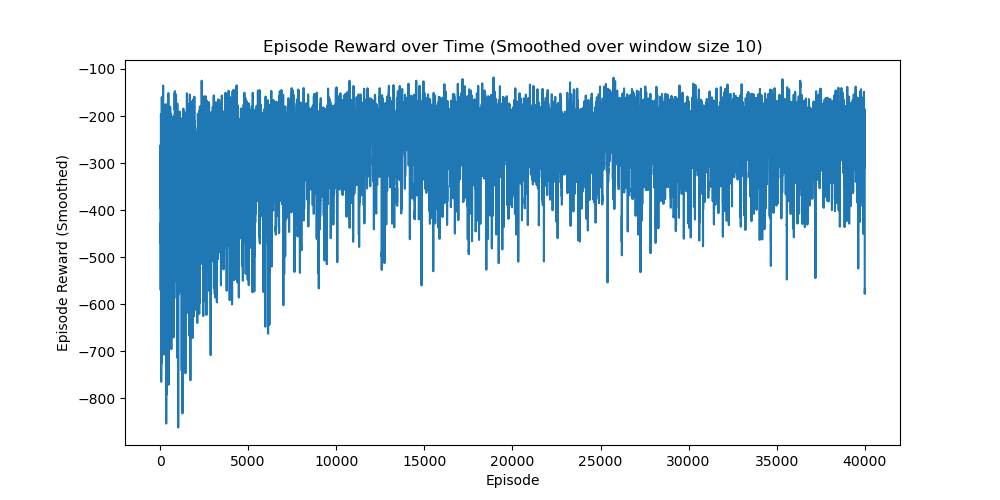 Episode Reward over Time (Smoothed over window size 10)
Episode Reward (Smoothed)
−100
−200
−300
−400
−500
−600
−700
−800
0 5000 10000 15000 20000 25000 30000 35000 40000
Episode